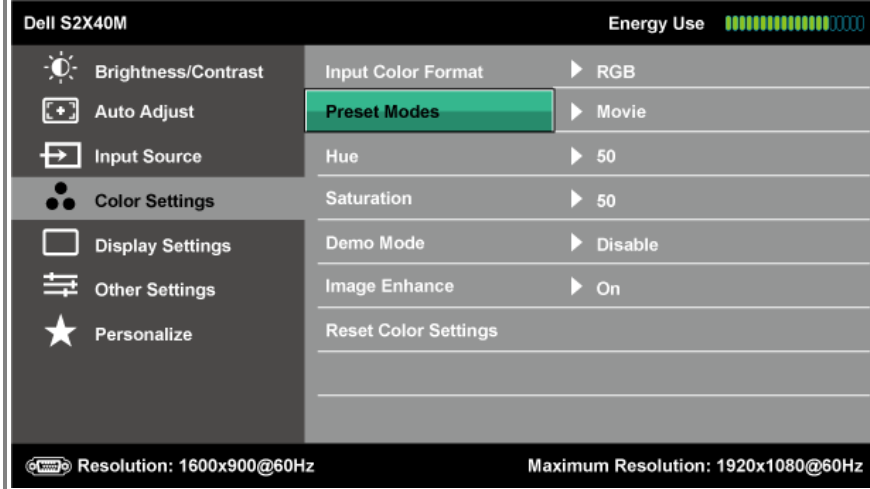 Dell S2X40M Energy Use
Brightness/Contrast Input Color Format RGB
Auto Adjust Preset Modes Movie
Input Source Hue 50
Color Settings Saturation 50
Display Settings Demo Mode Disable
Other Settings Image Enhance On
Personalize Reset Color Settings
Resolution: 1600x900@60Hz Maximum Resolution: 1920x1080@60Hz